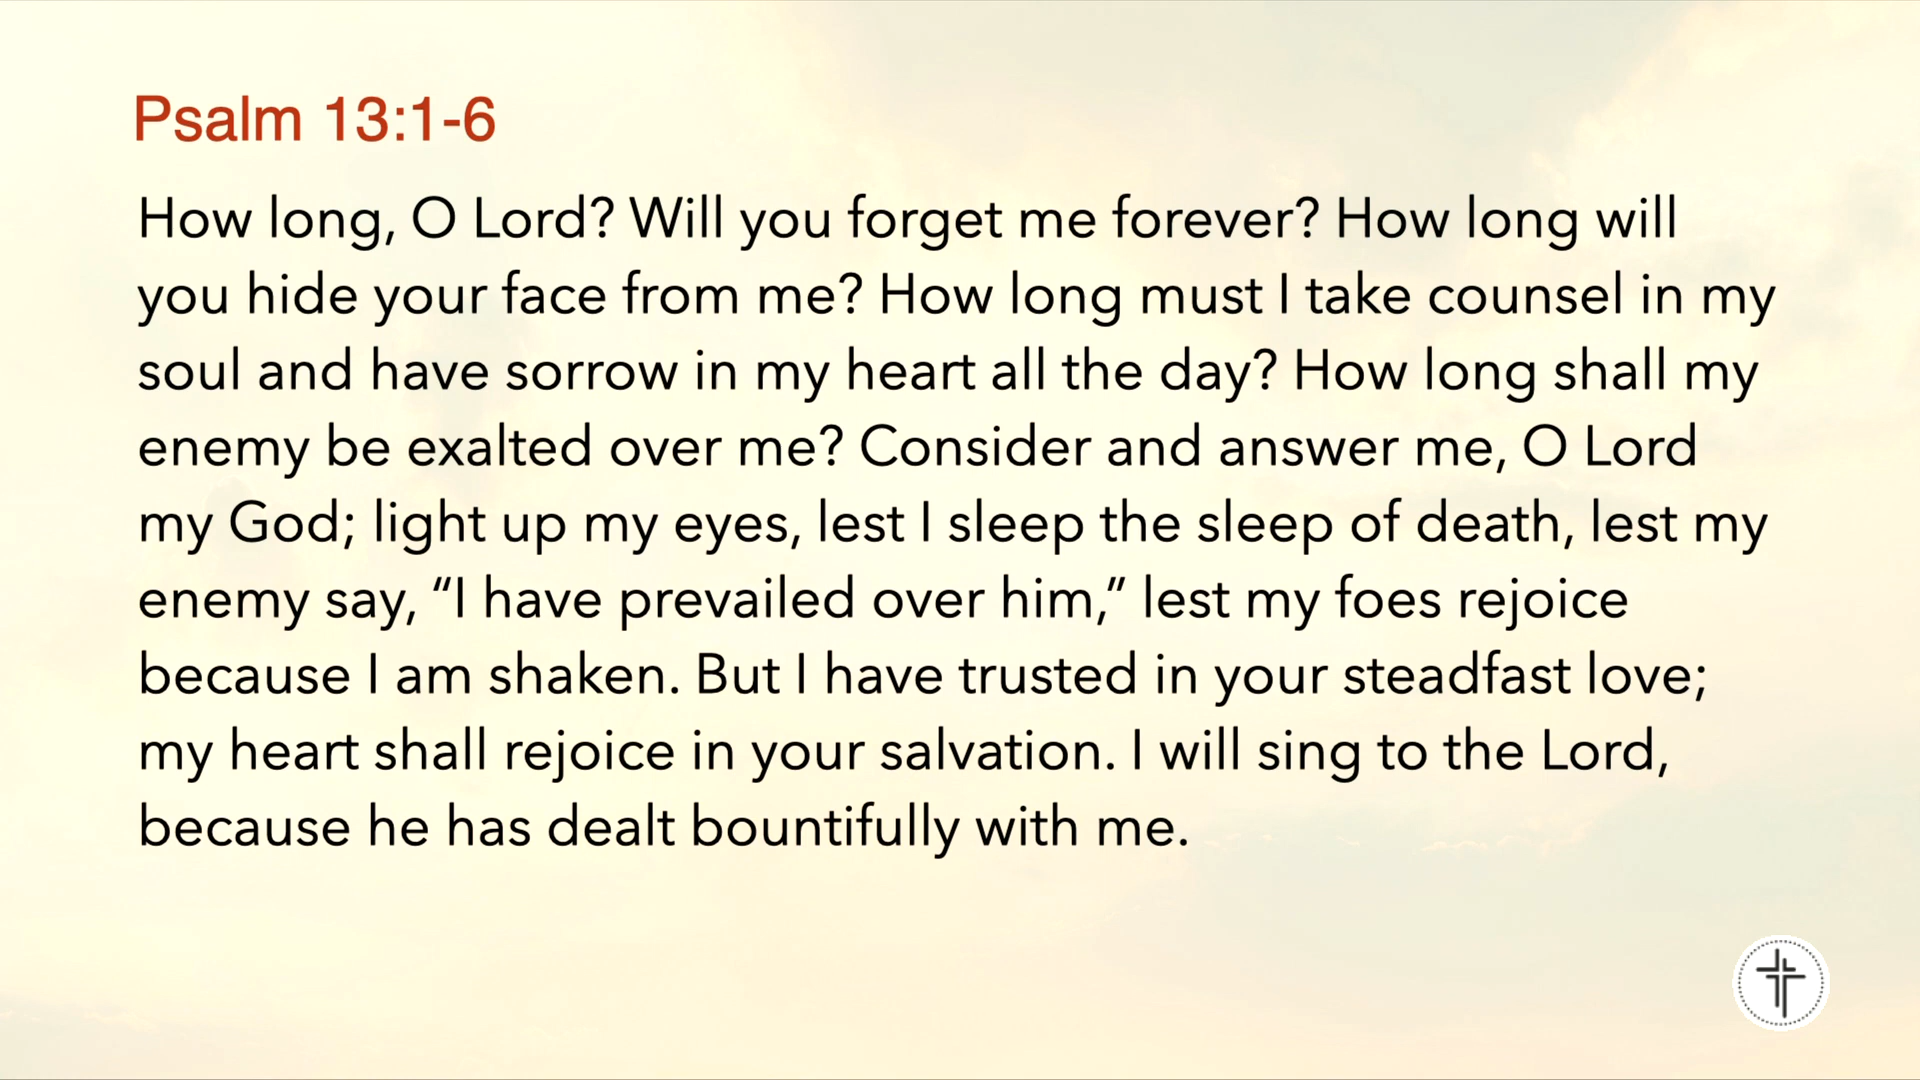 Psalm 13:1-6
How long, O Lord? Will you forget me forever? How long will
you hide your face from me? How long must I take counsel in my
soul and have sorrow in my heart all the day? How long shall my
enemy be exalted over me? Consider and answer me, O Lord
my God; light up my eyes, lest I sleep the sleep of death, lest my
enemy say, “I have prevailed over him,” lest my foes rejoice
because I am shaken. But I have trusted in your steadfast love;
my heart shall rejoice in your salvation. I will sing to the Lord,
because he has dealt bountifully with me.